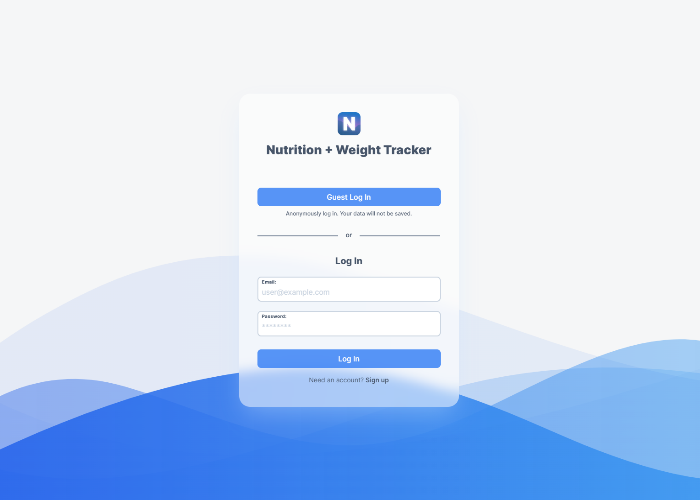 N
Nutrition + Weight Tracker
Guest Log In
Anonymously log in. Your data will not be saved.
or
Log In
Email:
user@example.com
Password:
********
Log In
Need an account? Sign up